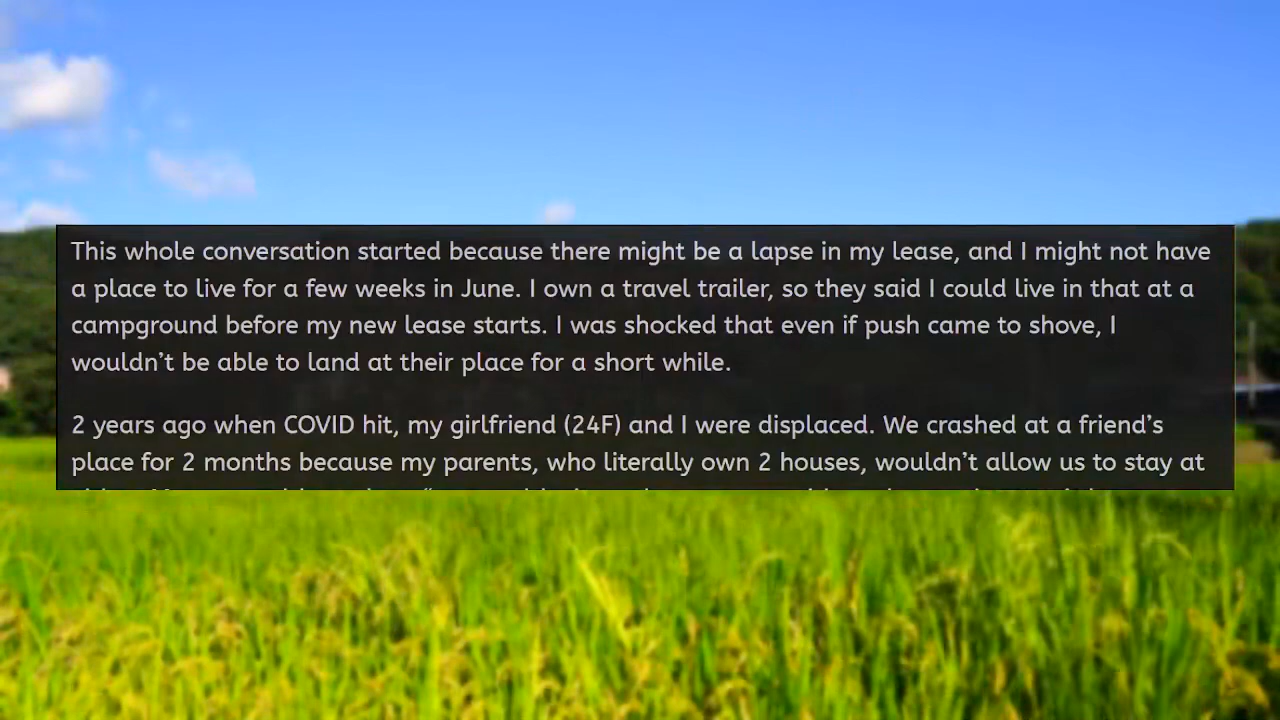 This whole conversation started because there might be a lapse in my lease, and I might not have
a place to live for a few weeks in June. I own a travel trailer, so they said I could live in that at a
campground before my new lease starts. I was shocked that even if push came to shove, I
wouldn’t be able to land at their place for a short while.
2 years ago when COVID hit, my girlfriend (24F) and I were displaced. We crashed at a friend’s
place for 2 months because my parents, who literally own 2 houses, wouldn’t allow us to stay at